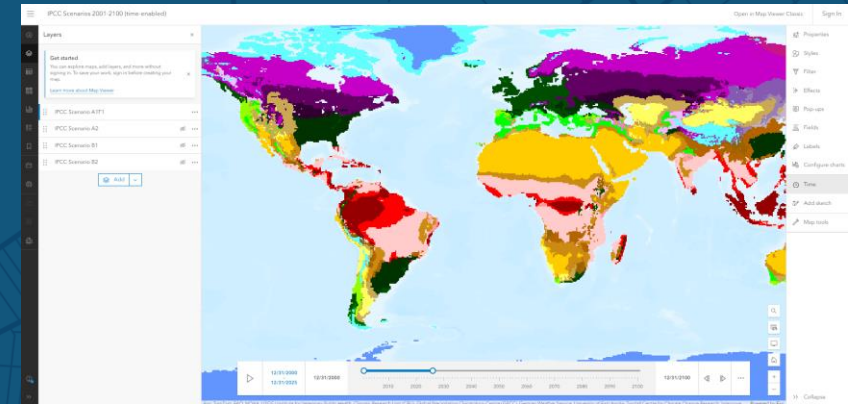 IPCC Scenarios 2001-2100 (time enabled)
Open in Map Viewer Classic
Sign In
Layers
Get started
You can explore maps, add layers, and more without
signing in. To save your work, sign in before creating your
map.
Learn more about Map Viewer
IPCC Scenario A1F1
IPCC Scenario A2
IPCC Scenario B1
IPCC Scenario B2
Add
Properties
Styles
Filter
Effects
Pop-ups
Fields
Labels
Configure charts
Time
Add sketch
Map tools
12/31/2000
12/31/2025
12/31/2000
2010 2020 2030 2040 2050 2060 2070 2080 2090 2100
12/31/2100
Collapse